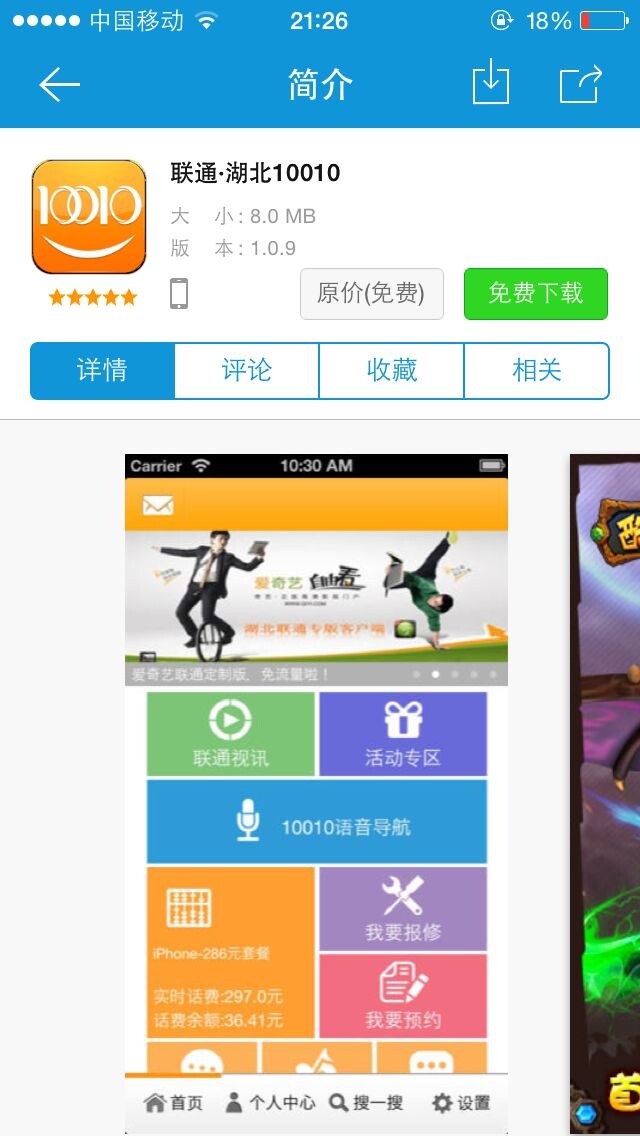 中国移动 21:26 18%
简介
10010
联通·湖北10010
大 小: 8.0 MB
版 本: 1.0.9
原价(免费) 免费下载
详情 评论 收藏 相关
Carrier 10:30 AM
爱奇艺 自由看
湖北联通专版客户端
爱奇艺联通定制版，免流量啦！
联通视讯 活动专区
10010语音导航
我要报修
iPhone-286元套餐
实时话费:297.0元
话费余额:36.41元
我要预约
首页 个人中心 搜一搜 设置